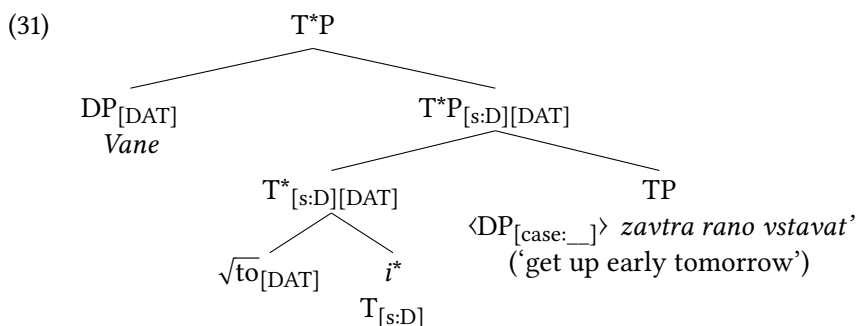 (31)
T*P
DP[DAT] T*P[s:D][DAT]
Vane
T*[s:D][DAT] TP
⟨DP[case:__]⟩ zavtra rano vstavat’
√to[DAT] i* (‘get up early tomorrow’)
T[s:D]